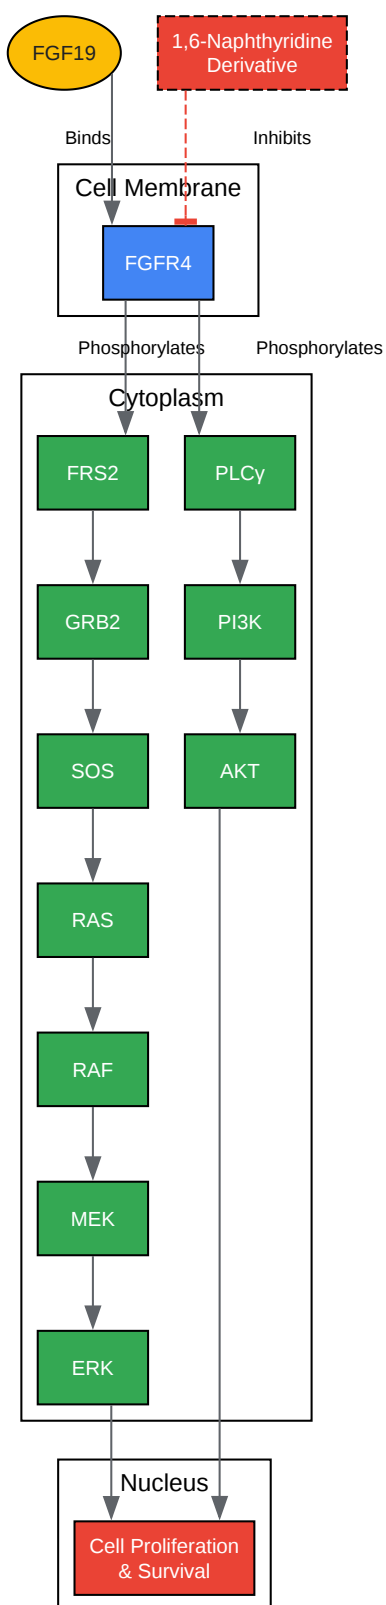 FGF19
1,6-Naphthyridine
Derivative
Binds
Inhibits
Cell Membrane
FGFR4
Phosphorylates
Phosphorylates
Cytoplasm
FRS2
PLCγ
GRB2
PI3K
SOS
AKT
RAS
RAF
MEK
ERK
Nucleus
Cell Proliferation
& Survival